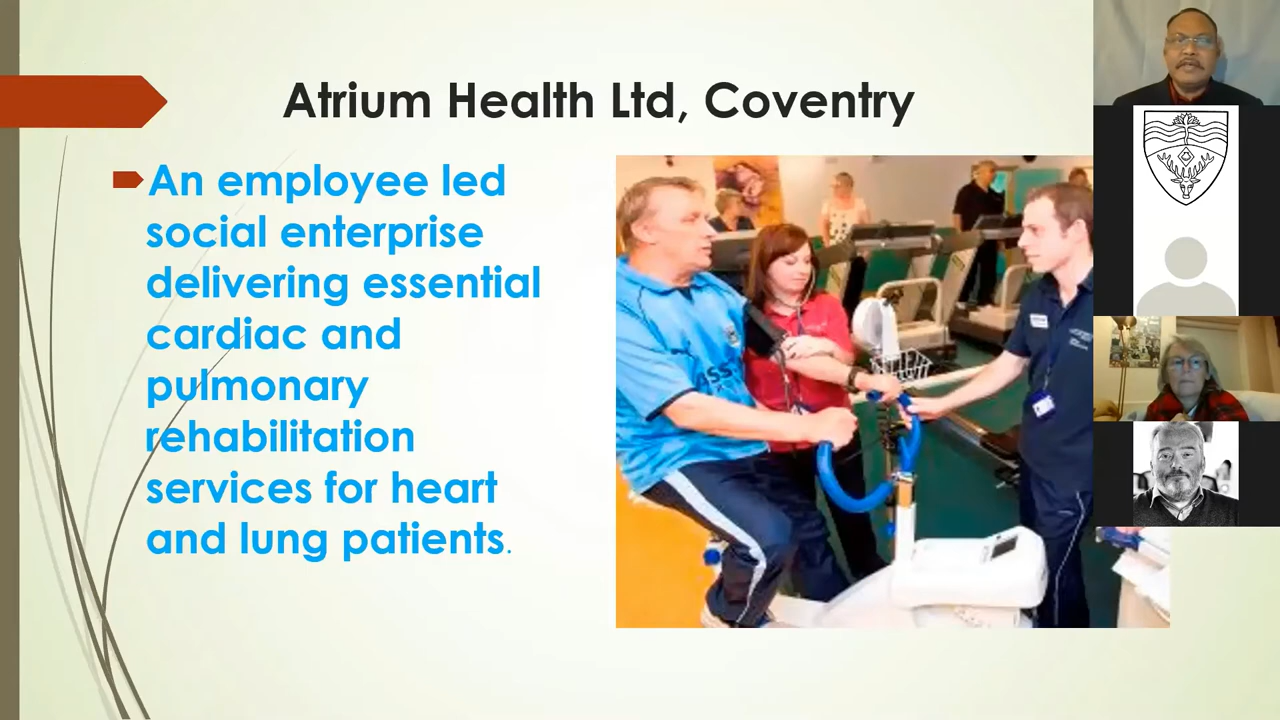 Atrium Health Ltd, Coventry
An employee led
social enterprise
delivering essential
cardiac and
pulmonary
rehabilitation
services for heart
and lung patients.